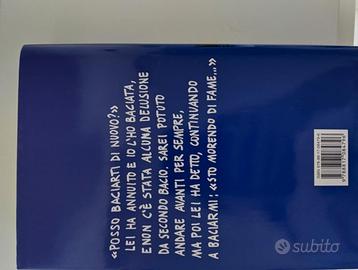 «POSSO BACIARTI DI NUOVO?»
LEI HA ANNUITO E IO L'HO BACIATA,
E NON C'È STATA ALCUNA DELUSIONE
DA SECONDO BACIO. SAREI POTUTO
ANDARE AVANTI PER SEMPRE,
MA POI LEI HA DETTO, CONTINUANDO
A BACIARMI: «STO MORENDO DI FAME...»
subito